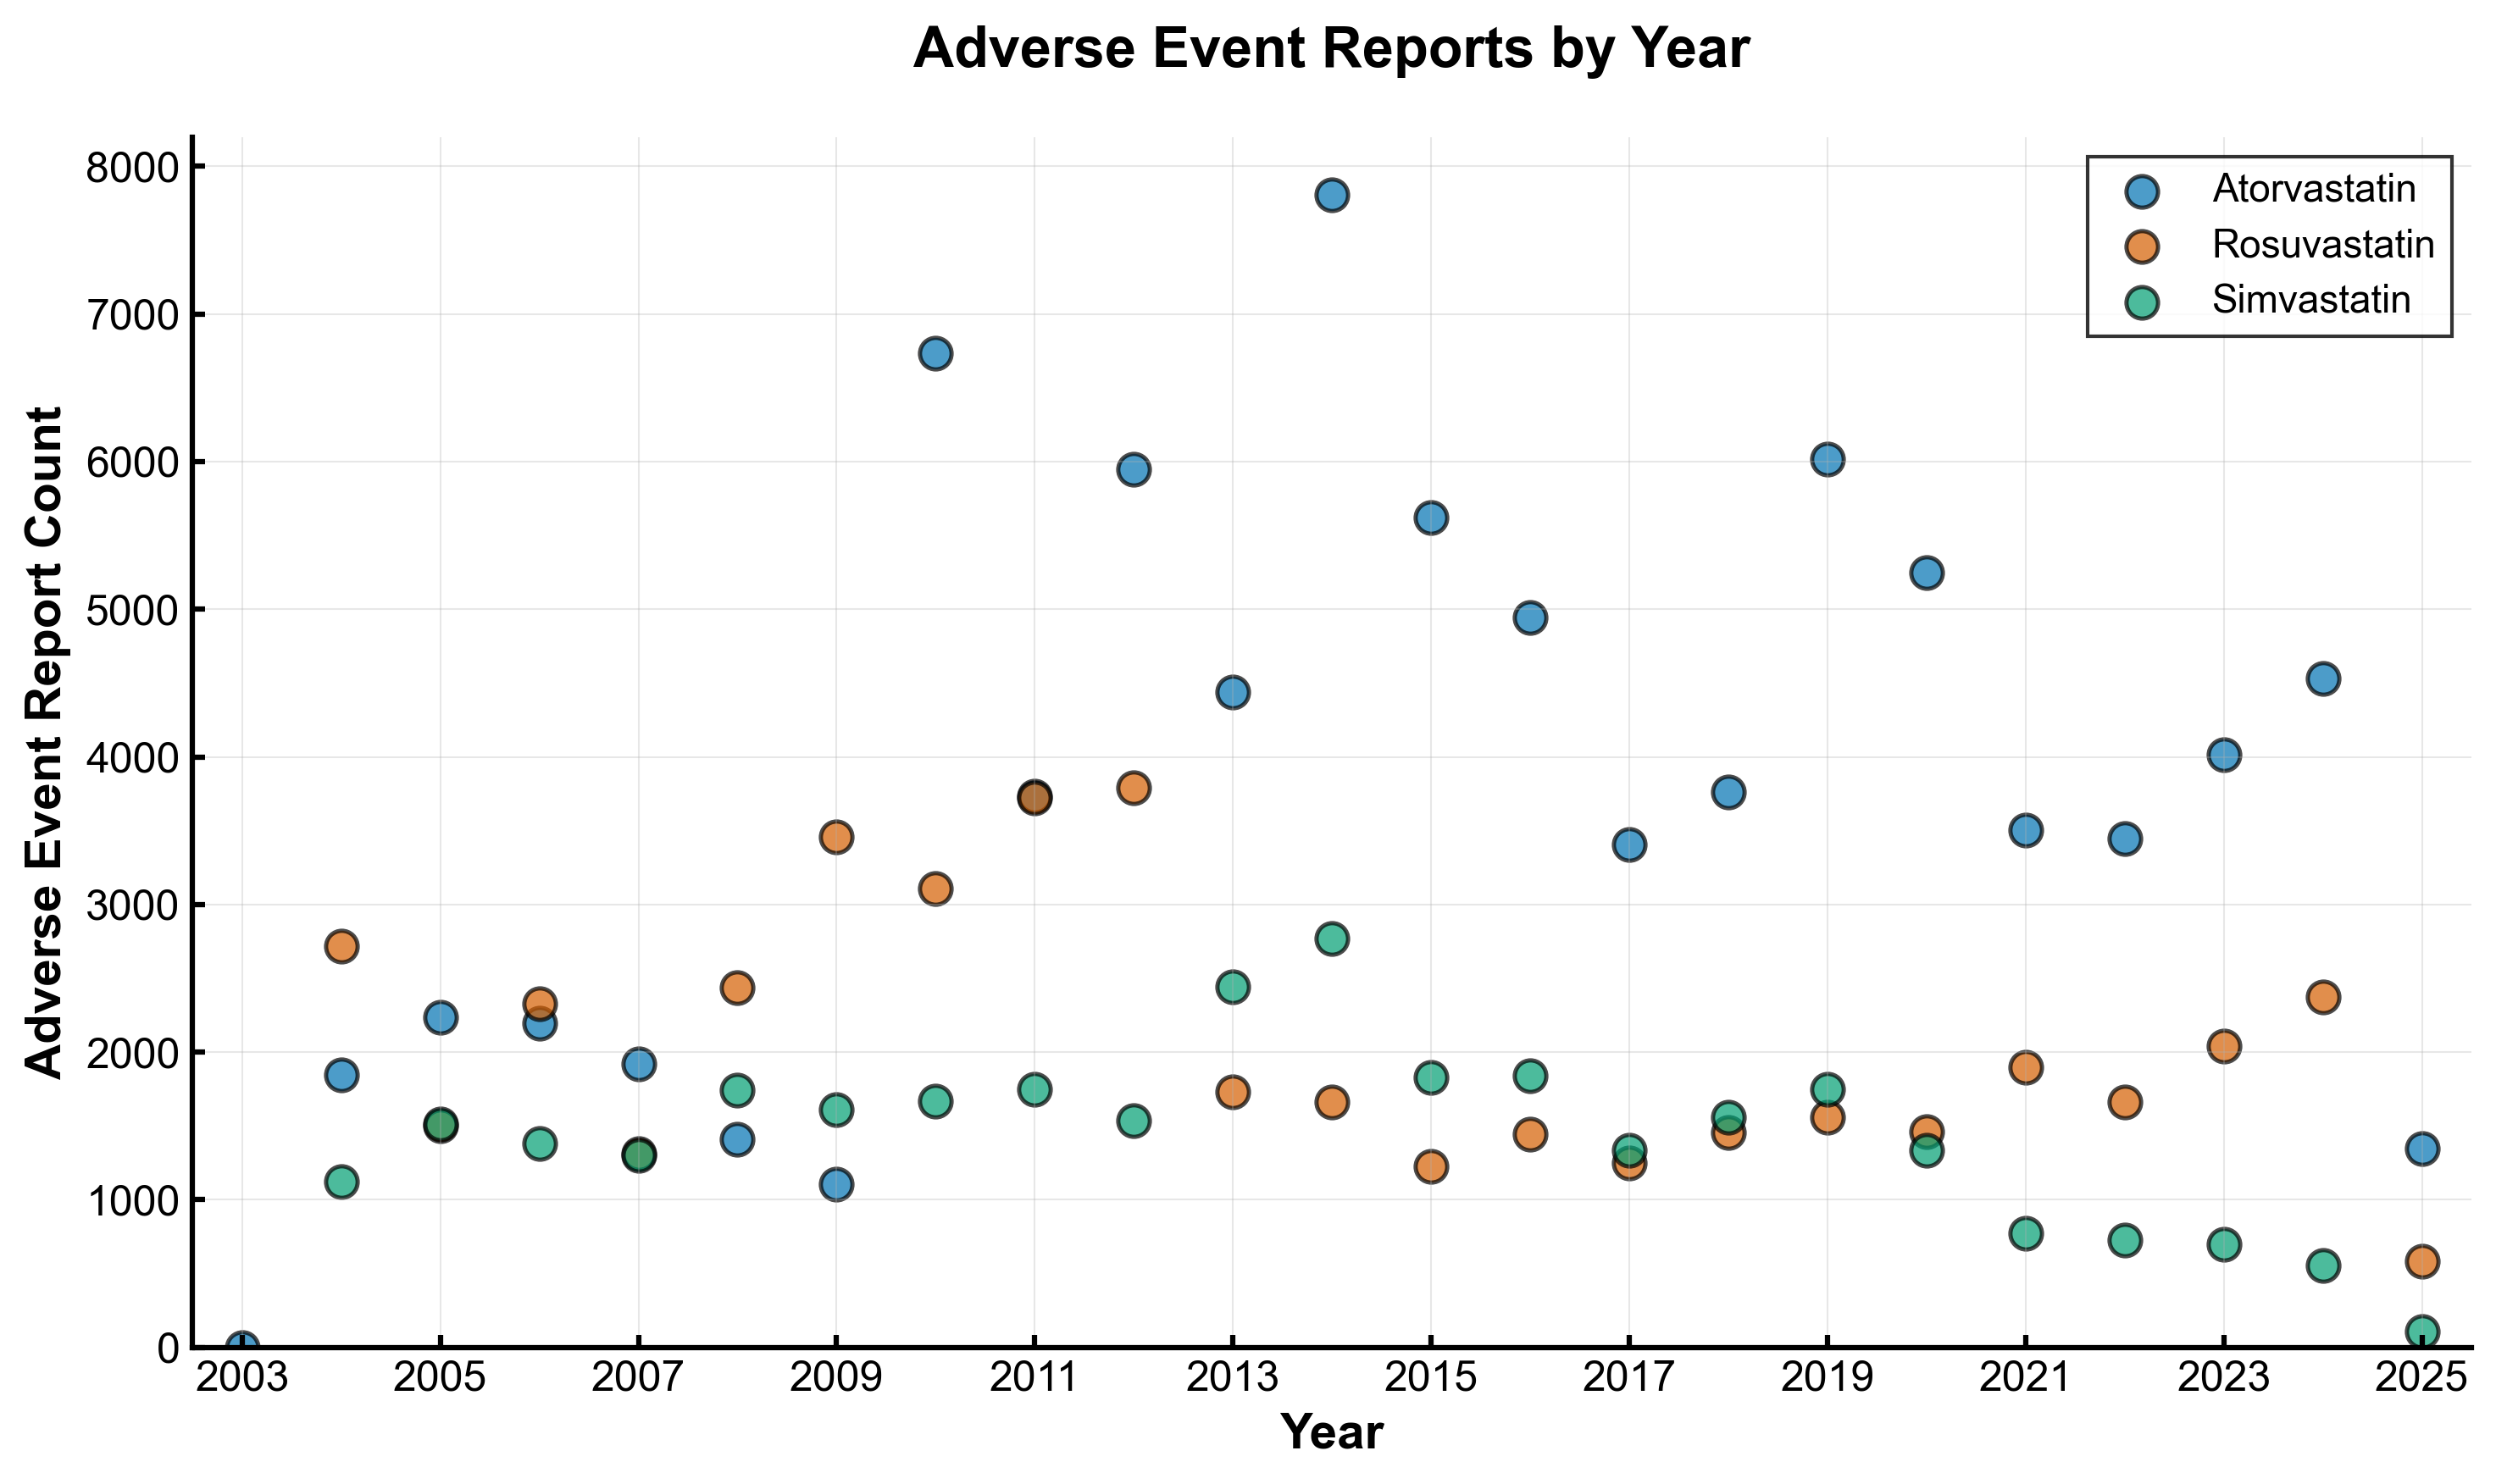 Adverse Event Reports by Year
Adverse Event Report Count
8000
7000
6000
5000
4000
3000
2000
1000
0
Atorvastatin
Rosuvastatin
Simvastatin
2003 2005 2007 2009 2011 2013 2015 2017 2019 2021 2023 2025
Year